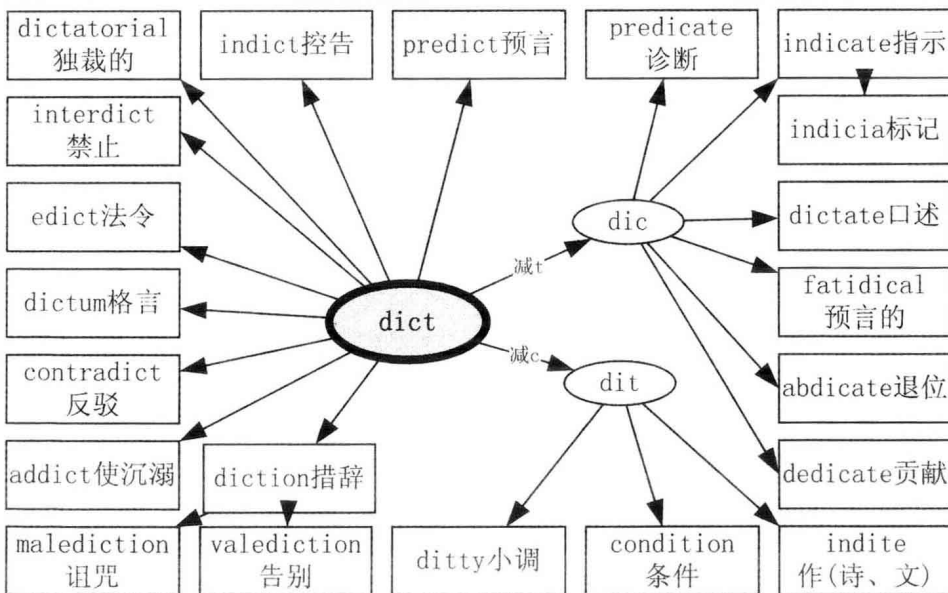 dictatorial
独裁的
indict控告
predict预言
predicate
诊断
indicate指示
interdict
禁止
indicia标记
edict法令
dic
dictate口述
减t
dictum格言
dict
fatidical
预言的
减c
contradict
反驳
dit
abdicate退位
addict使沉溺
diction措辞
dedicate贡献
malediction
诅咒
valediction
告别
ditty小调
condition
条件
indite
作(诗、文)